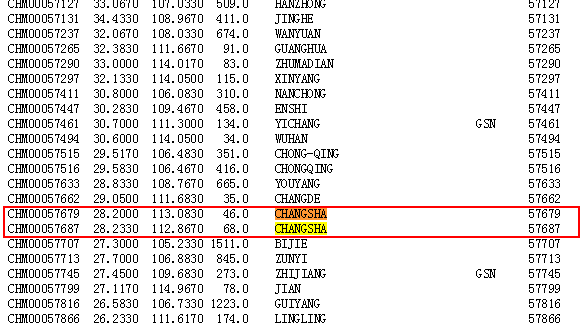 CHM00057127 33.0670 107.0330 509.0 HANZHONG 57127
CHM00057131 34.4330 108.9670 411.0 JINGHE 57131
CHM00057237 32.0670 108.0330 674.0 WANYUAN 57237
CHM00057265 32.3830 111.6670 91.0 GUANGHUA 57265
CHM00057290 33.0000 114.0170 83.0 ZHUMADIAN 57290
CHM00057297 32.1330 114.0500 115.0 XINYANG 57297
CHM00057411 30.8000 106.0830 310.0 NANCHONG 57411
CHM00057447 30.2830 109.4670 458.0 ENSHI 57447
CHM00057461 30.7000 111.3000 134.0 YICHANG GSN 57461
CHM00057494 30.6000 114.0500 34.0 WUHAN 57494
CHM00057515 29.5170 106.4830 351.0 CHONG-QING 57515
CHM00057516 29.5830 106.4670 416.0 CHONGQING 57516
CHM00057633 28.8330 108.7670 665.0 YOUYANG 57633
CHM00057662 29.0500 111.6830 35.0 CHANGDE 57662
CHM00057679 28.2000 113.0830 46.0 CHANGSHA 57679
CHM00057687 28.2330 112.8670 68.0 CHANGSHA 57687
CHM00057707 27.3000 105.2330 1511.0 BIJIE 57707
CHM00057713 27.7000 106.8830 845.0 ZUNYI 57713
CHM00057745 27.4500 109.6830 273.0 ZHIJIANG GSN 57745
CHM00057799 27.1170 114.9670 78.0 JIAN 57799
CHM00057816 26.5830 106.7330 1223.0 GUIYANG 57816
CHM00057866 26.2330 111.6170 174.0 LINGLING 57866